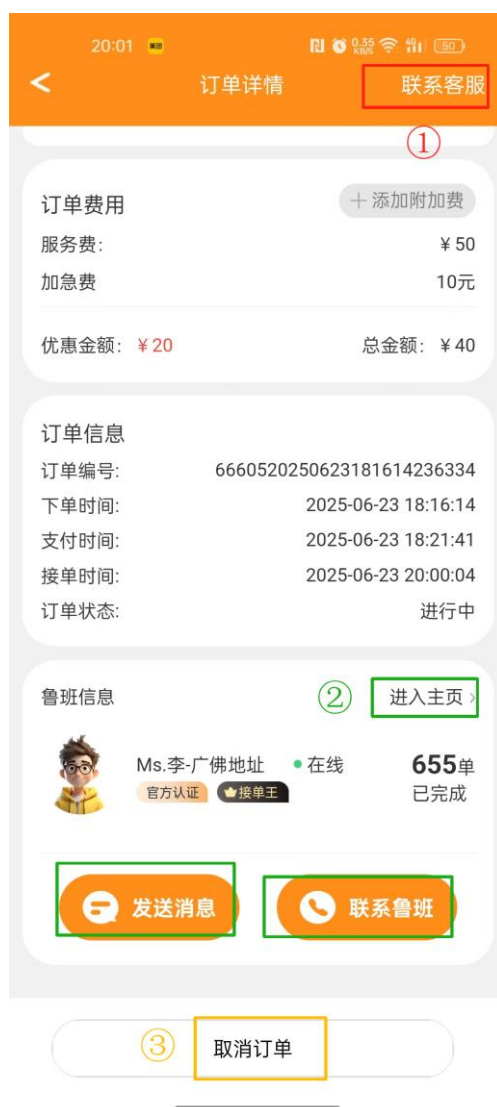 20:01 0.35 KB/S 4G 50
订单详情 联系客服
①
订单费用 + 添加附加费
服务费: ¥ 50
加急费 10元
优惠金额: ¥ 20 总金额: ¥ 40
订单信息
订单编号: 6660520250623181614236334
下单时间: 2025-06-23 18:16:14
支付时间: 2025-06-23 18:21:41
接单时间: 2025-06-23 20:00:04
订单状态: 进行中
鲁班信息 ② 进入主页 >
Ms.李-广佛地址 在线 655单
官方认证 接单王 已完成
发送消息 联系鲁班
③ 取消订单